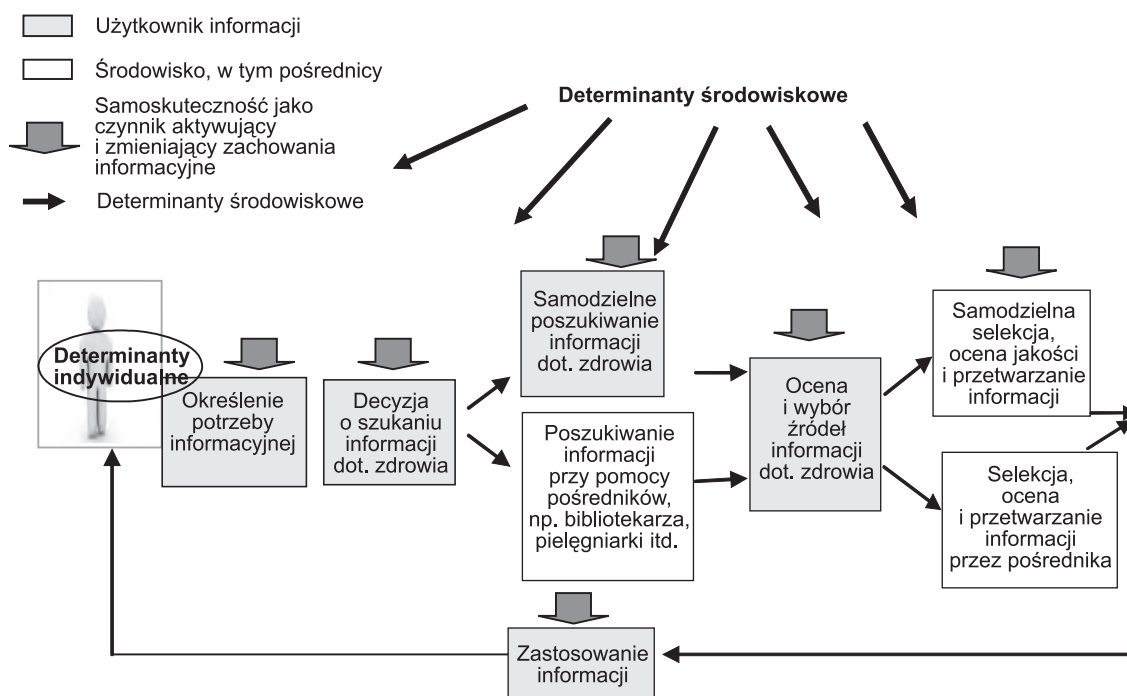 Użytkownik informacji
Środowisko, w tym pośrednicy
Samoskuteczność jako
czynnik aktywujący
i zmieniający zachowania
informacyjne
Determinanty środowiskowe
Determinanty środowiskowe
Determinanty
indywidualne
Określenie
potrzeby
informacyjnej
Decyzja
o szukaniu
informacji
dot. zdrowia
Samodzielne
poszukiwanie
informacji
dot. zdrowia
Poszukiwanie
informacji
przy pomocy
pośredników,
np. bibliotekarza,
pielęgniarki itd.
Ocena
i wybór
źródeł
informacji
dot. zdrowia
Samodzielna
selekcja,
ocena jakości
i przetwarzanie
informacji
Selekcja,
ocena
i przetwarzanie
informacji
przez pośrednika
Zastosowanie
informacji